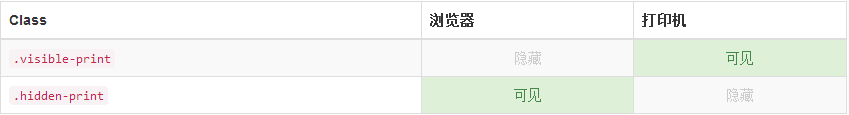 Class 浏览器 打印机
.visible-print 隐藏 可见
.hidden-print 可见 隐藏